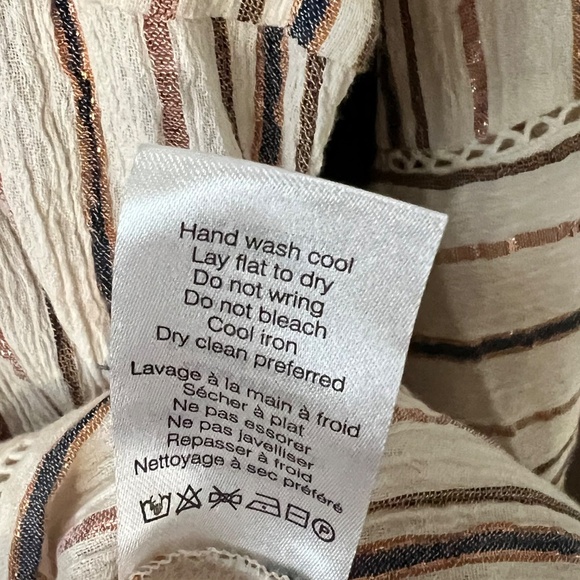 Hand wash cool
Lay flat to dry
Do not wring
Do not bleach
Cool iron
Dry clean preferred
Lavage à la main à froid
Sécher à plat
Ne pas essorer
Ne pas javelliser
Repasser à froid
Nettoyage à sec préféré
P